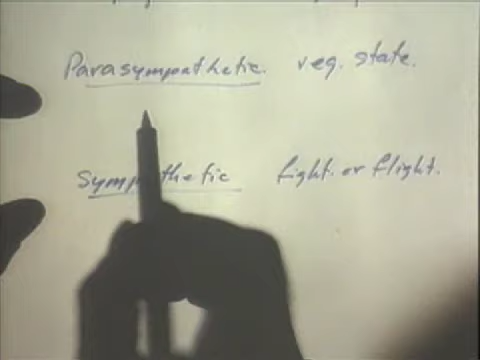 Parasympathetic. veg. state.
Sympathetic fight or flight.